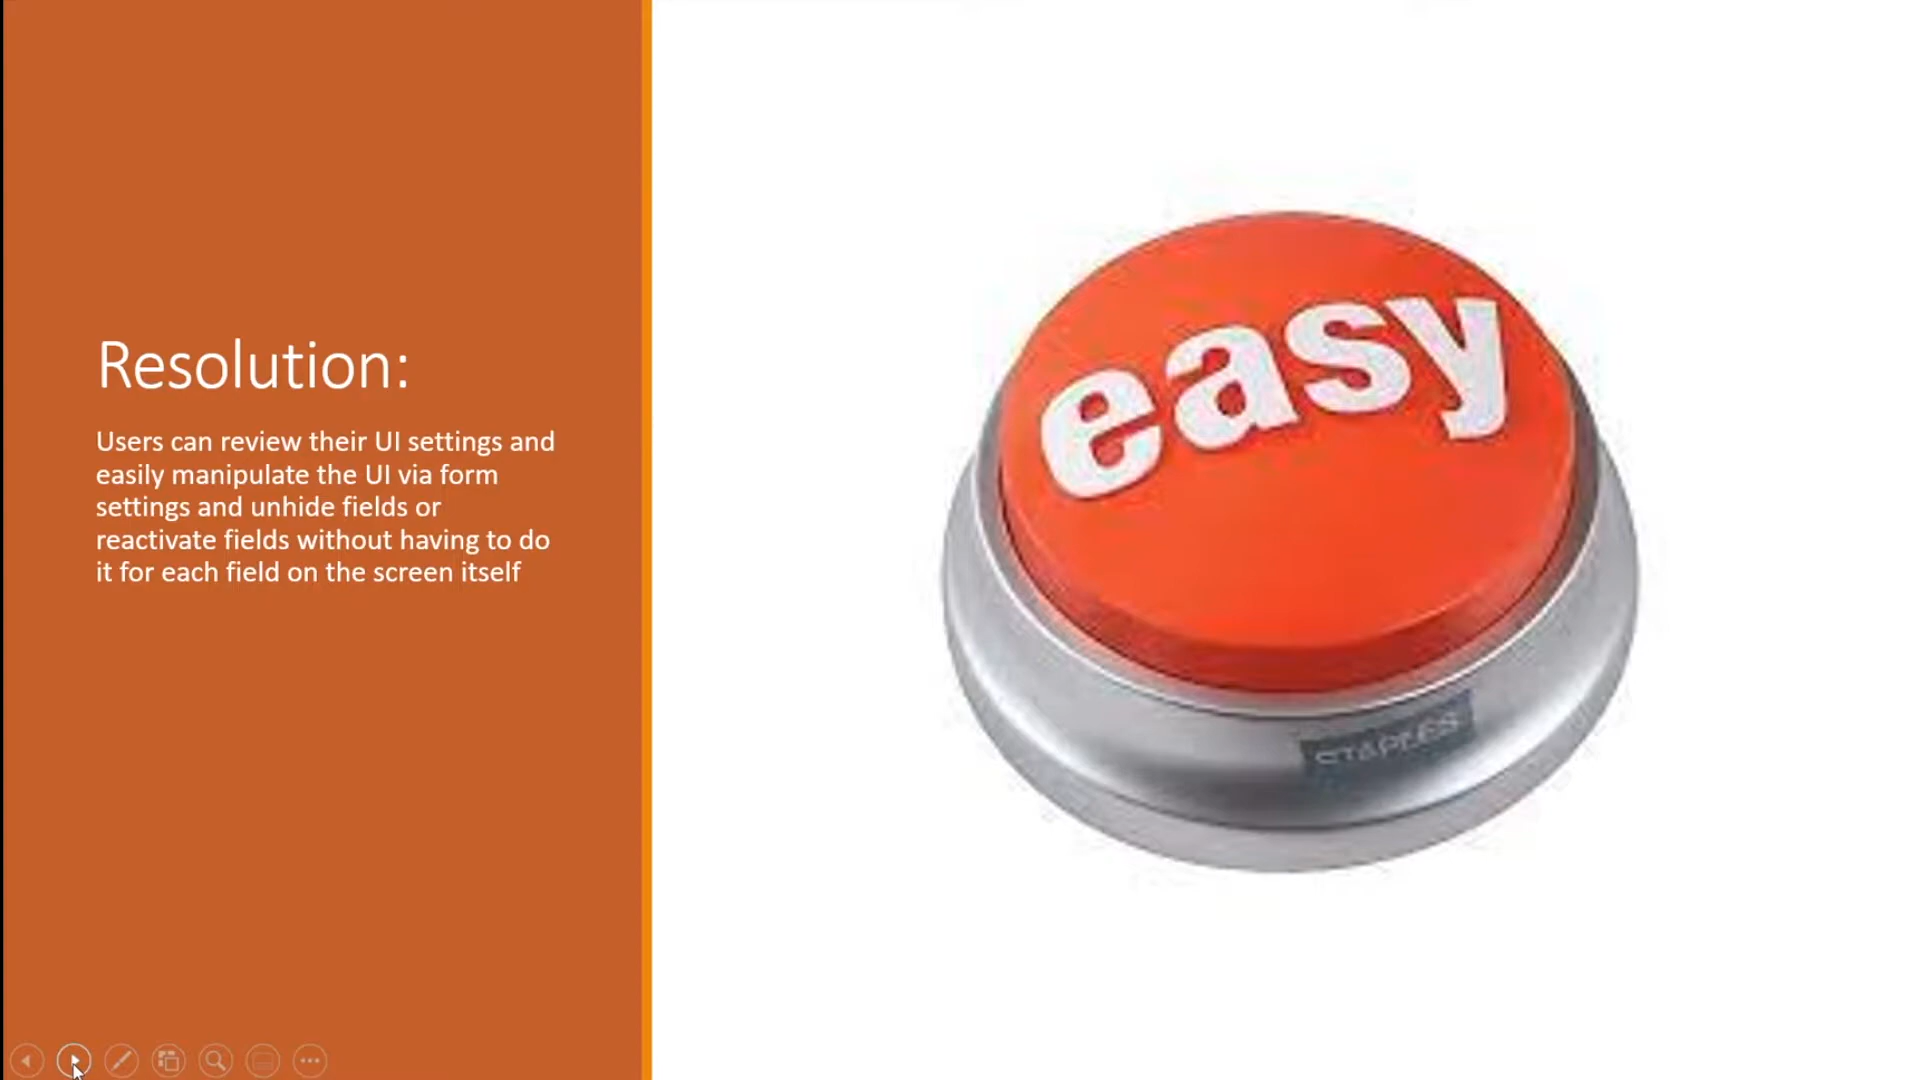 Resolution:
Users can review their UI settings and
easily manipulate the UI via form
settings and unhide fields or
reactivate fields without having to do
it for each field on the screen itself
easy
STAPLES